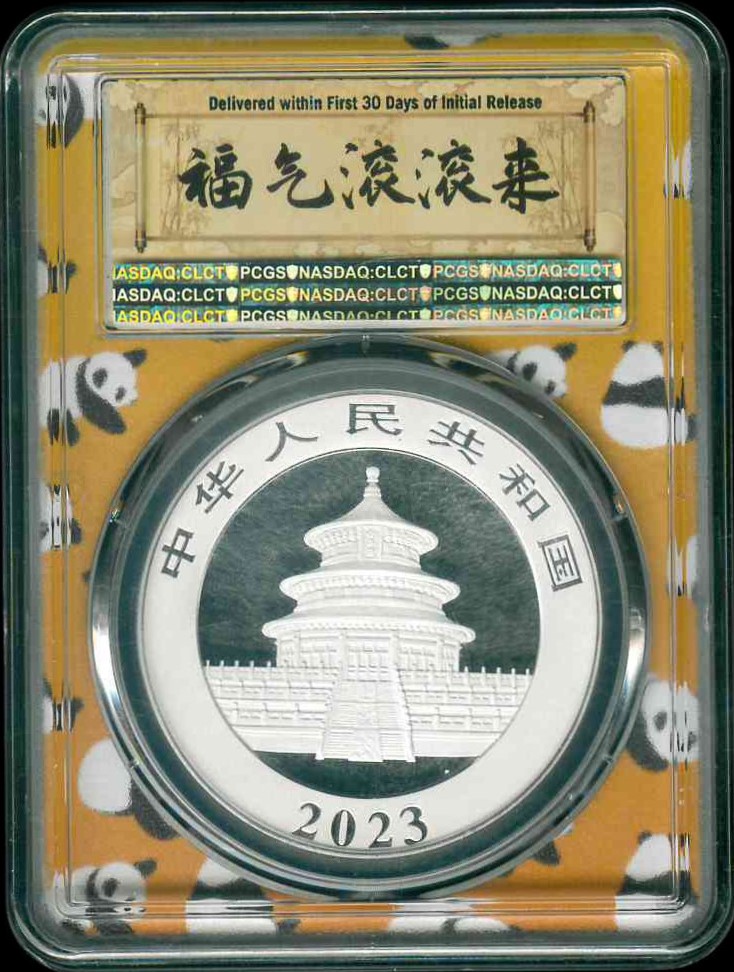 Delivered within First 30 Days of Initial Release
福气滚滚来
NASDAQ:CLCT PCGS NASDAQ:CLCT PCGS NASDAQ:CLCT
NASDAQ:CLCT PCGS NASDAQ:CLCT PCGS NASDAQ:CLCT
NASDAQ:CLCT PCGS NASDAQ:CLCT PCGS NASDAQ:CLCT
中华人民共和国
2023